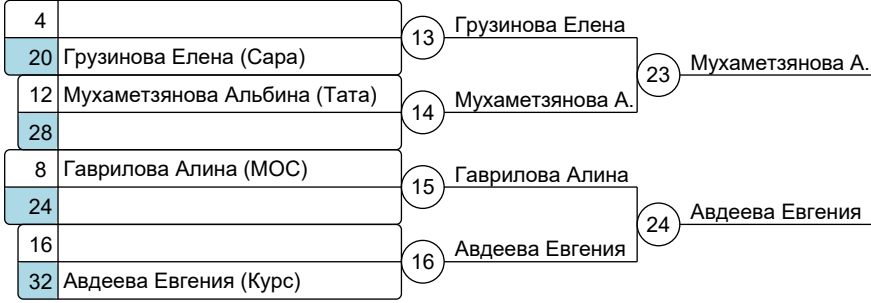 4
13 Грузинова Елена
20 Грузинова Елена (Сара)
23 Мухаметзянова А.
12 Мухаметзянова Альбина (Тата)
14 Мухаметзянова А.
28
8 Гаврилова Алина (МОС)
15 Гаврилова Алина
24
24 Авдеева Евгения
16
16 Авдеева Евгения
32 Авдеева Евгения (Курс)